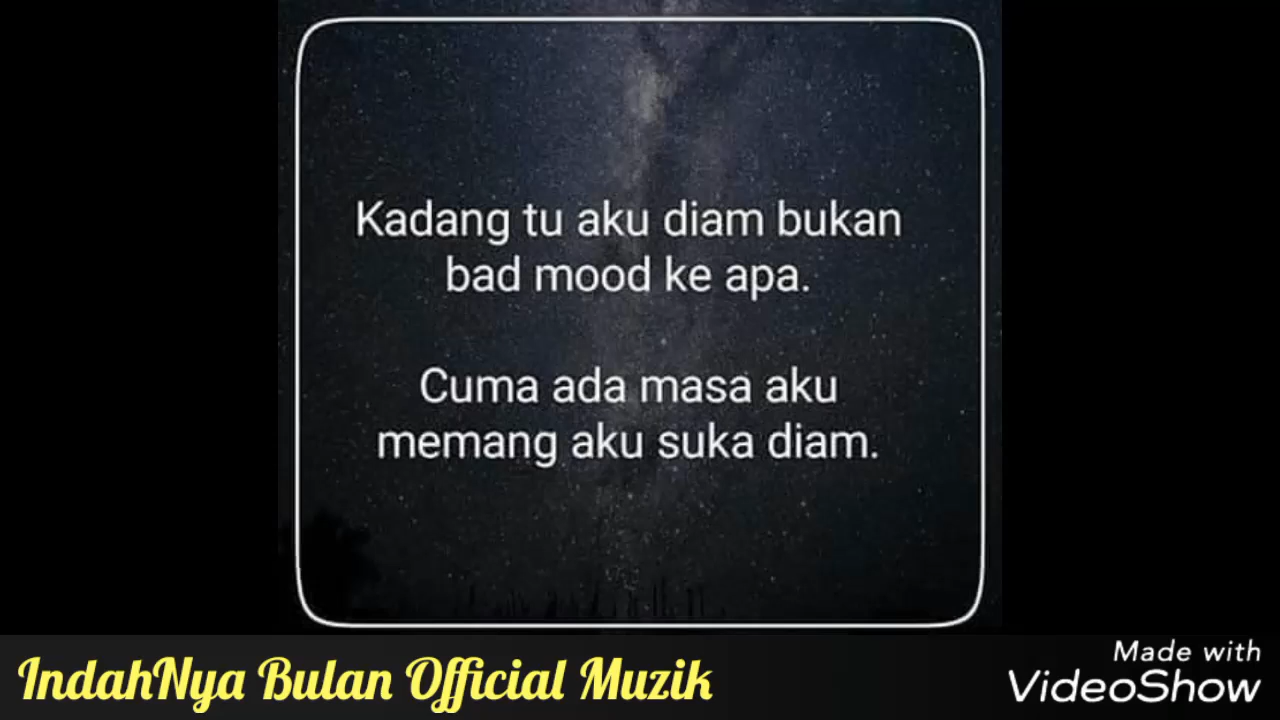 Kadang tu aku diam bukan
bad mood ke apa.
Cuma ada masa aku
memang aku suka diam.
IndahNya Bulan Official Muzik
Made with
VideoShow